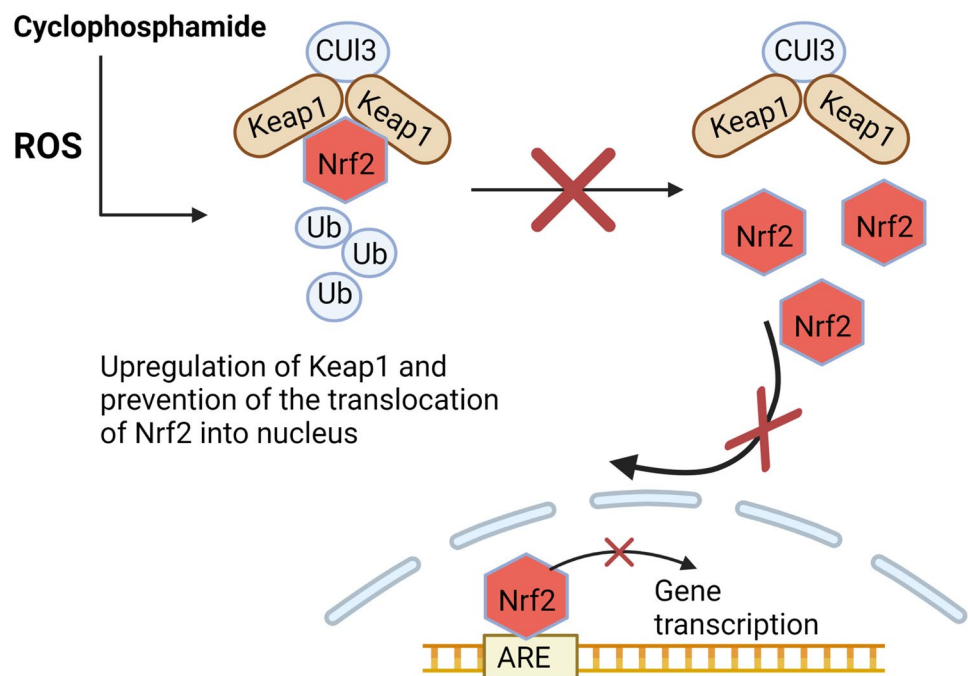 Cyclophosphamide
ROS
CUl3
Keap1
Keap1
Nrf2
Ub
Ub
Ub
CUl3
Keap1
Keap1
Nrf2
Nrf2
Nrf2
Upregulation of Keap1 and
prevention of the translocation
of Nrf2 into nucleus
Nrf2
Gene
transcription
ARE